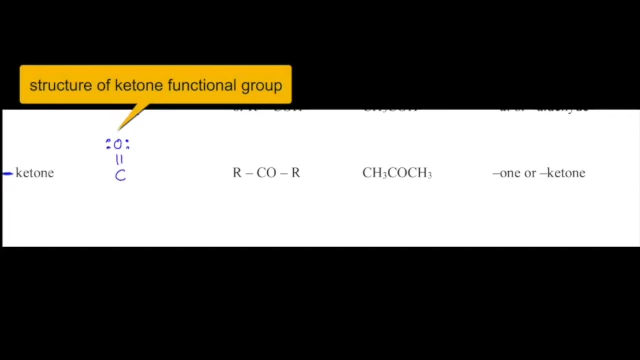 structure of ketone functional group
:O:
||
C
ketone R – CO – R CH₃COCH₃ –one or –ketone